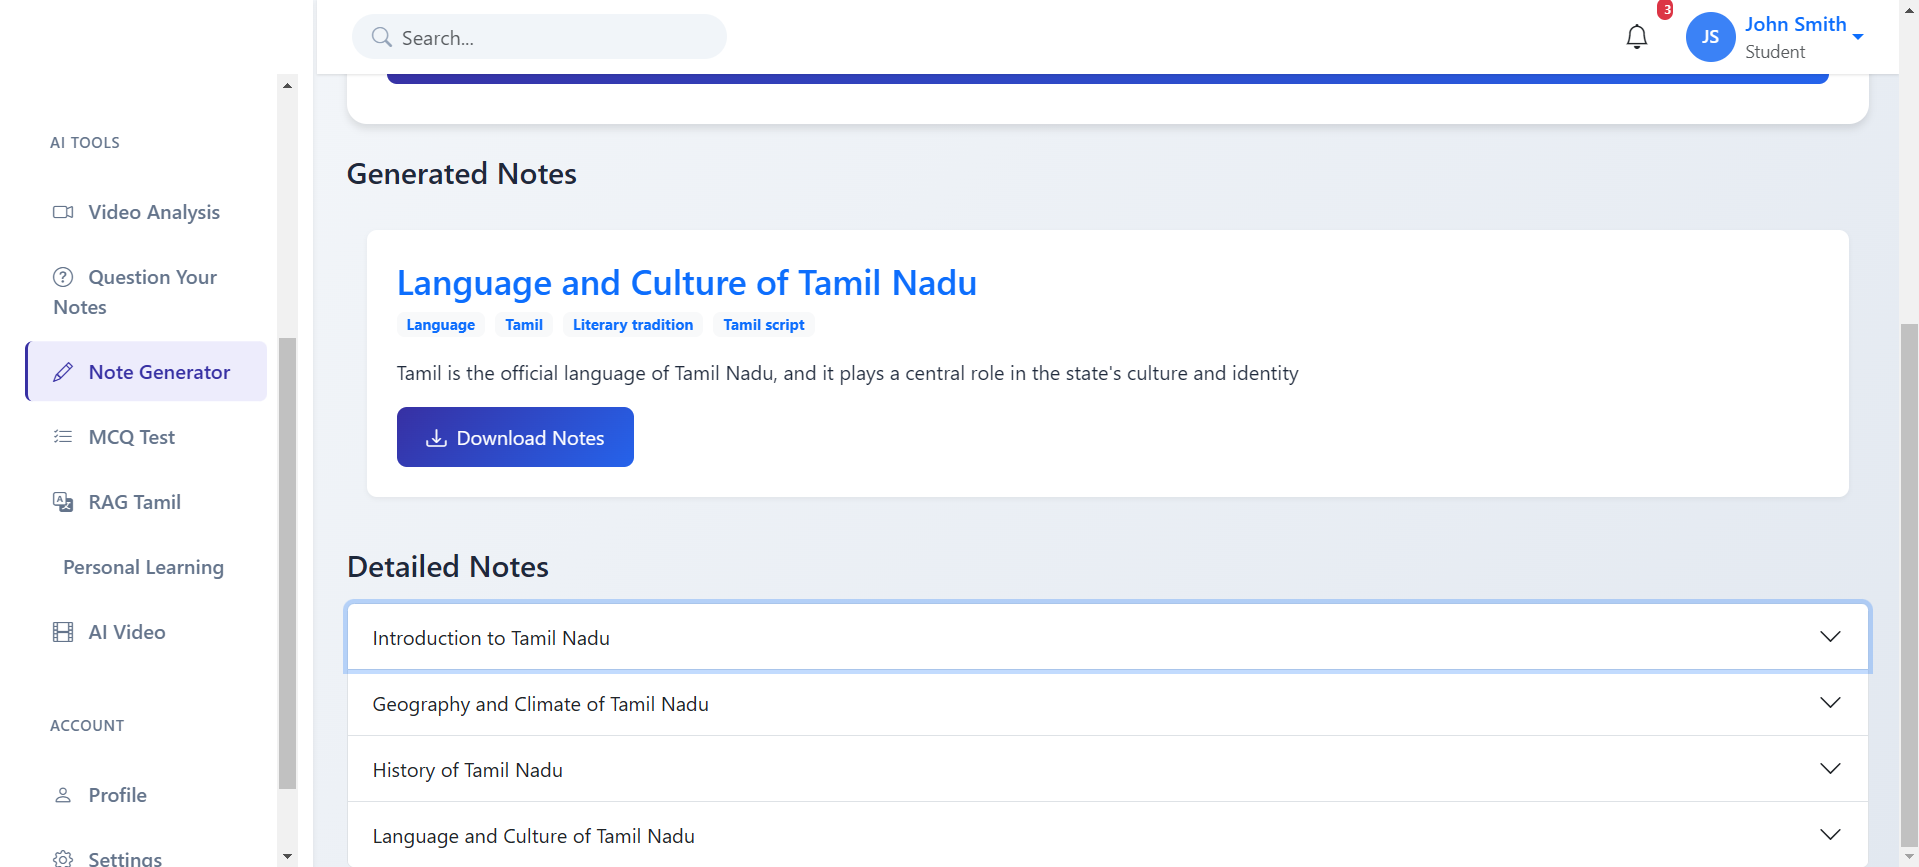 Search...
3
JS
John Smith
Student
AI TOOLS
Video Analysis
Question Your
Notes
Note Generator
MCQ Test
RAG Tamil
Personal Learning
AI Video
ACCOUNT
Profile
Settings
Generated Notes
Language and Culture of Tamil Nadu
Language Tamil Literary tradition Tamil script
Tamil is the official language of Tamil Nadu, and it plays a central role in the state's culture and identity
Download Notes
Detailed Notes
Introduction to Tamil Nadu
Geography and Climate of Tamil Nadu
History of Tamil Nadu
Language and Culture of Tamil Nadu